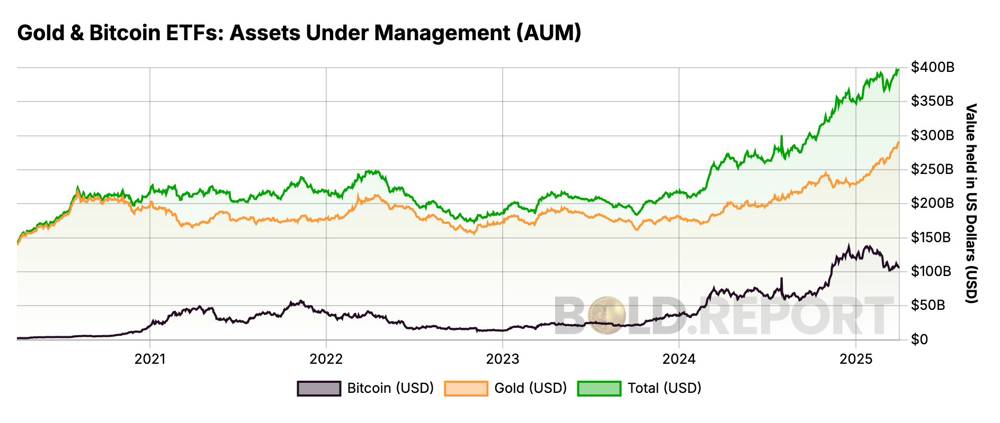 Gold & Bitcoin ETFs: Assets Under Management (AUM)
$400B
$350B
$300B
$250B
$200B
$150B
$100B
$50B
$0
Value held in US Dollars (USD)
BOLD.REPORT
2021
2022
2023
2024
2025
Bitcoin (USD)
Gold (USD)
Total (USD)